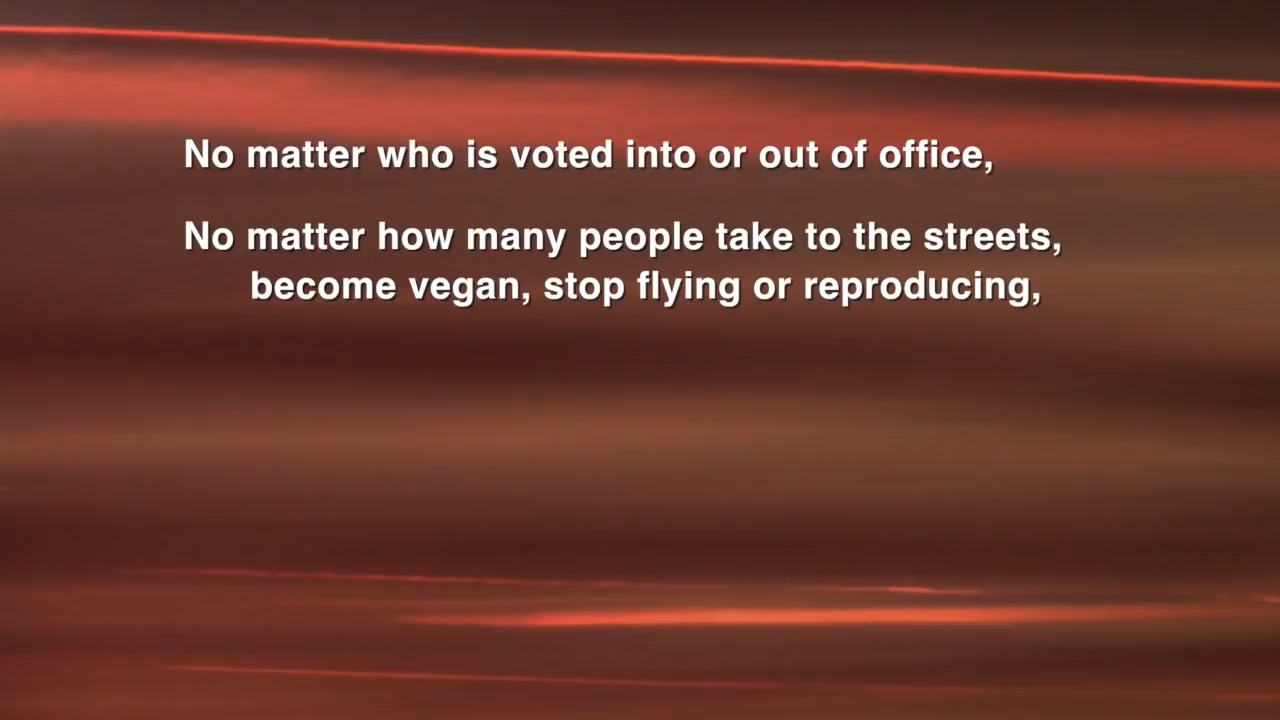 No matter who is voted into or out of office,
No matter how many people take to the streets,
become vegan, stop flying or reproducing,